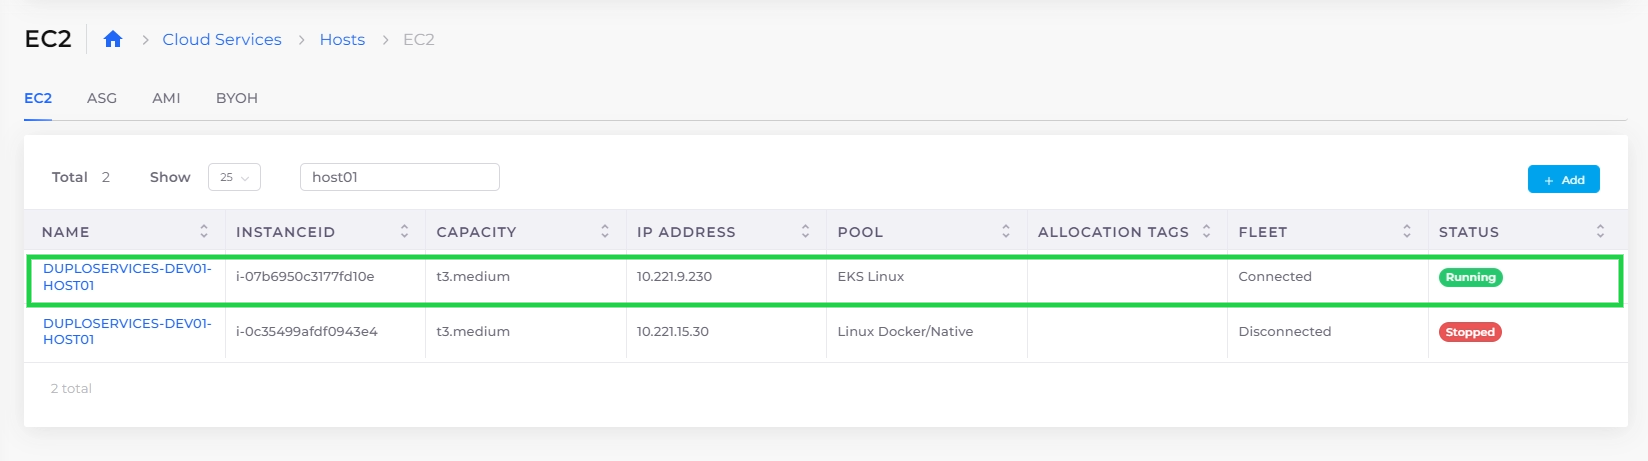 EC2 Cloud Services Hosts EC2
EC2 ASG AMI BYOH
Total 2 Show 25 host01 + Add
NAME INSTANCEID CAPACITY IP ADDRESS POOL ALLOCATION TAGS FLEET STATUS
DUPLOSERVICES-DEV01-
HOST01 i-07b6950c3177fd10e t3.medium 10.221.9.230 EKS Linux Connected Running
DUPLOSERVICES-DEV01-
HOST01 i-0c35499afdf0943e4 t3.medium 10.221.15.30 Linux Docker/Native Disconnected Stopped
2 total